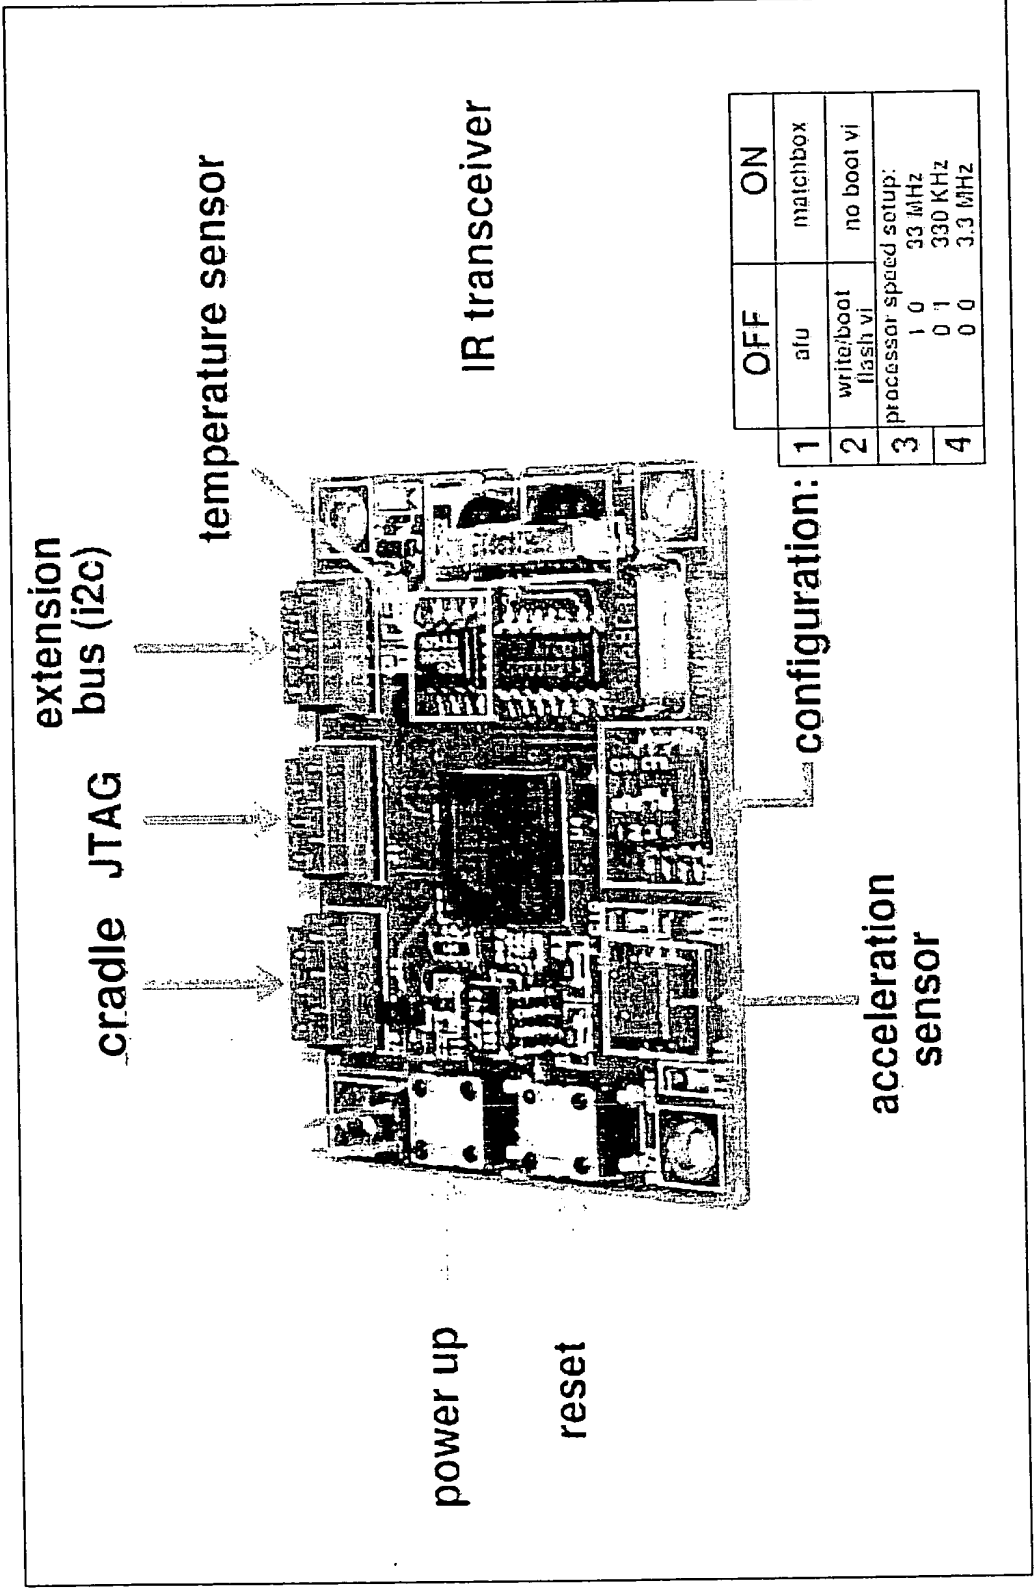 extension
bus (i2c)
cradle
JTAG
temperature sensor
IR transceiver
power up
reset
acceleration
sensor
configuration:
OFF ON
1 afu matchbox
2 write/boot
flash vi no boot vi
3 processor speed setup:
1 0 33 MHz
4 0 1 330 KHz
0 0 3.3 MHz